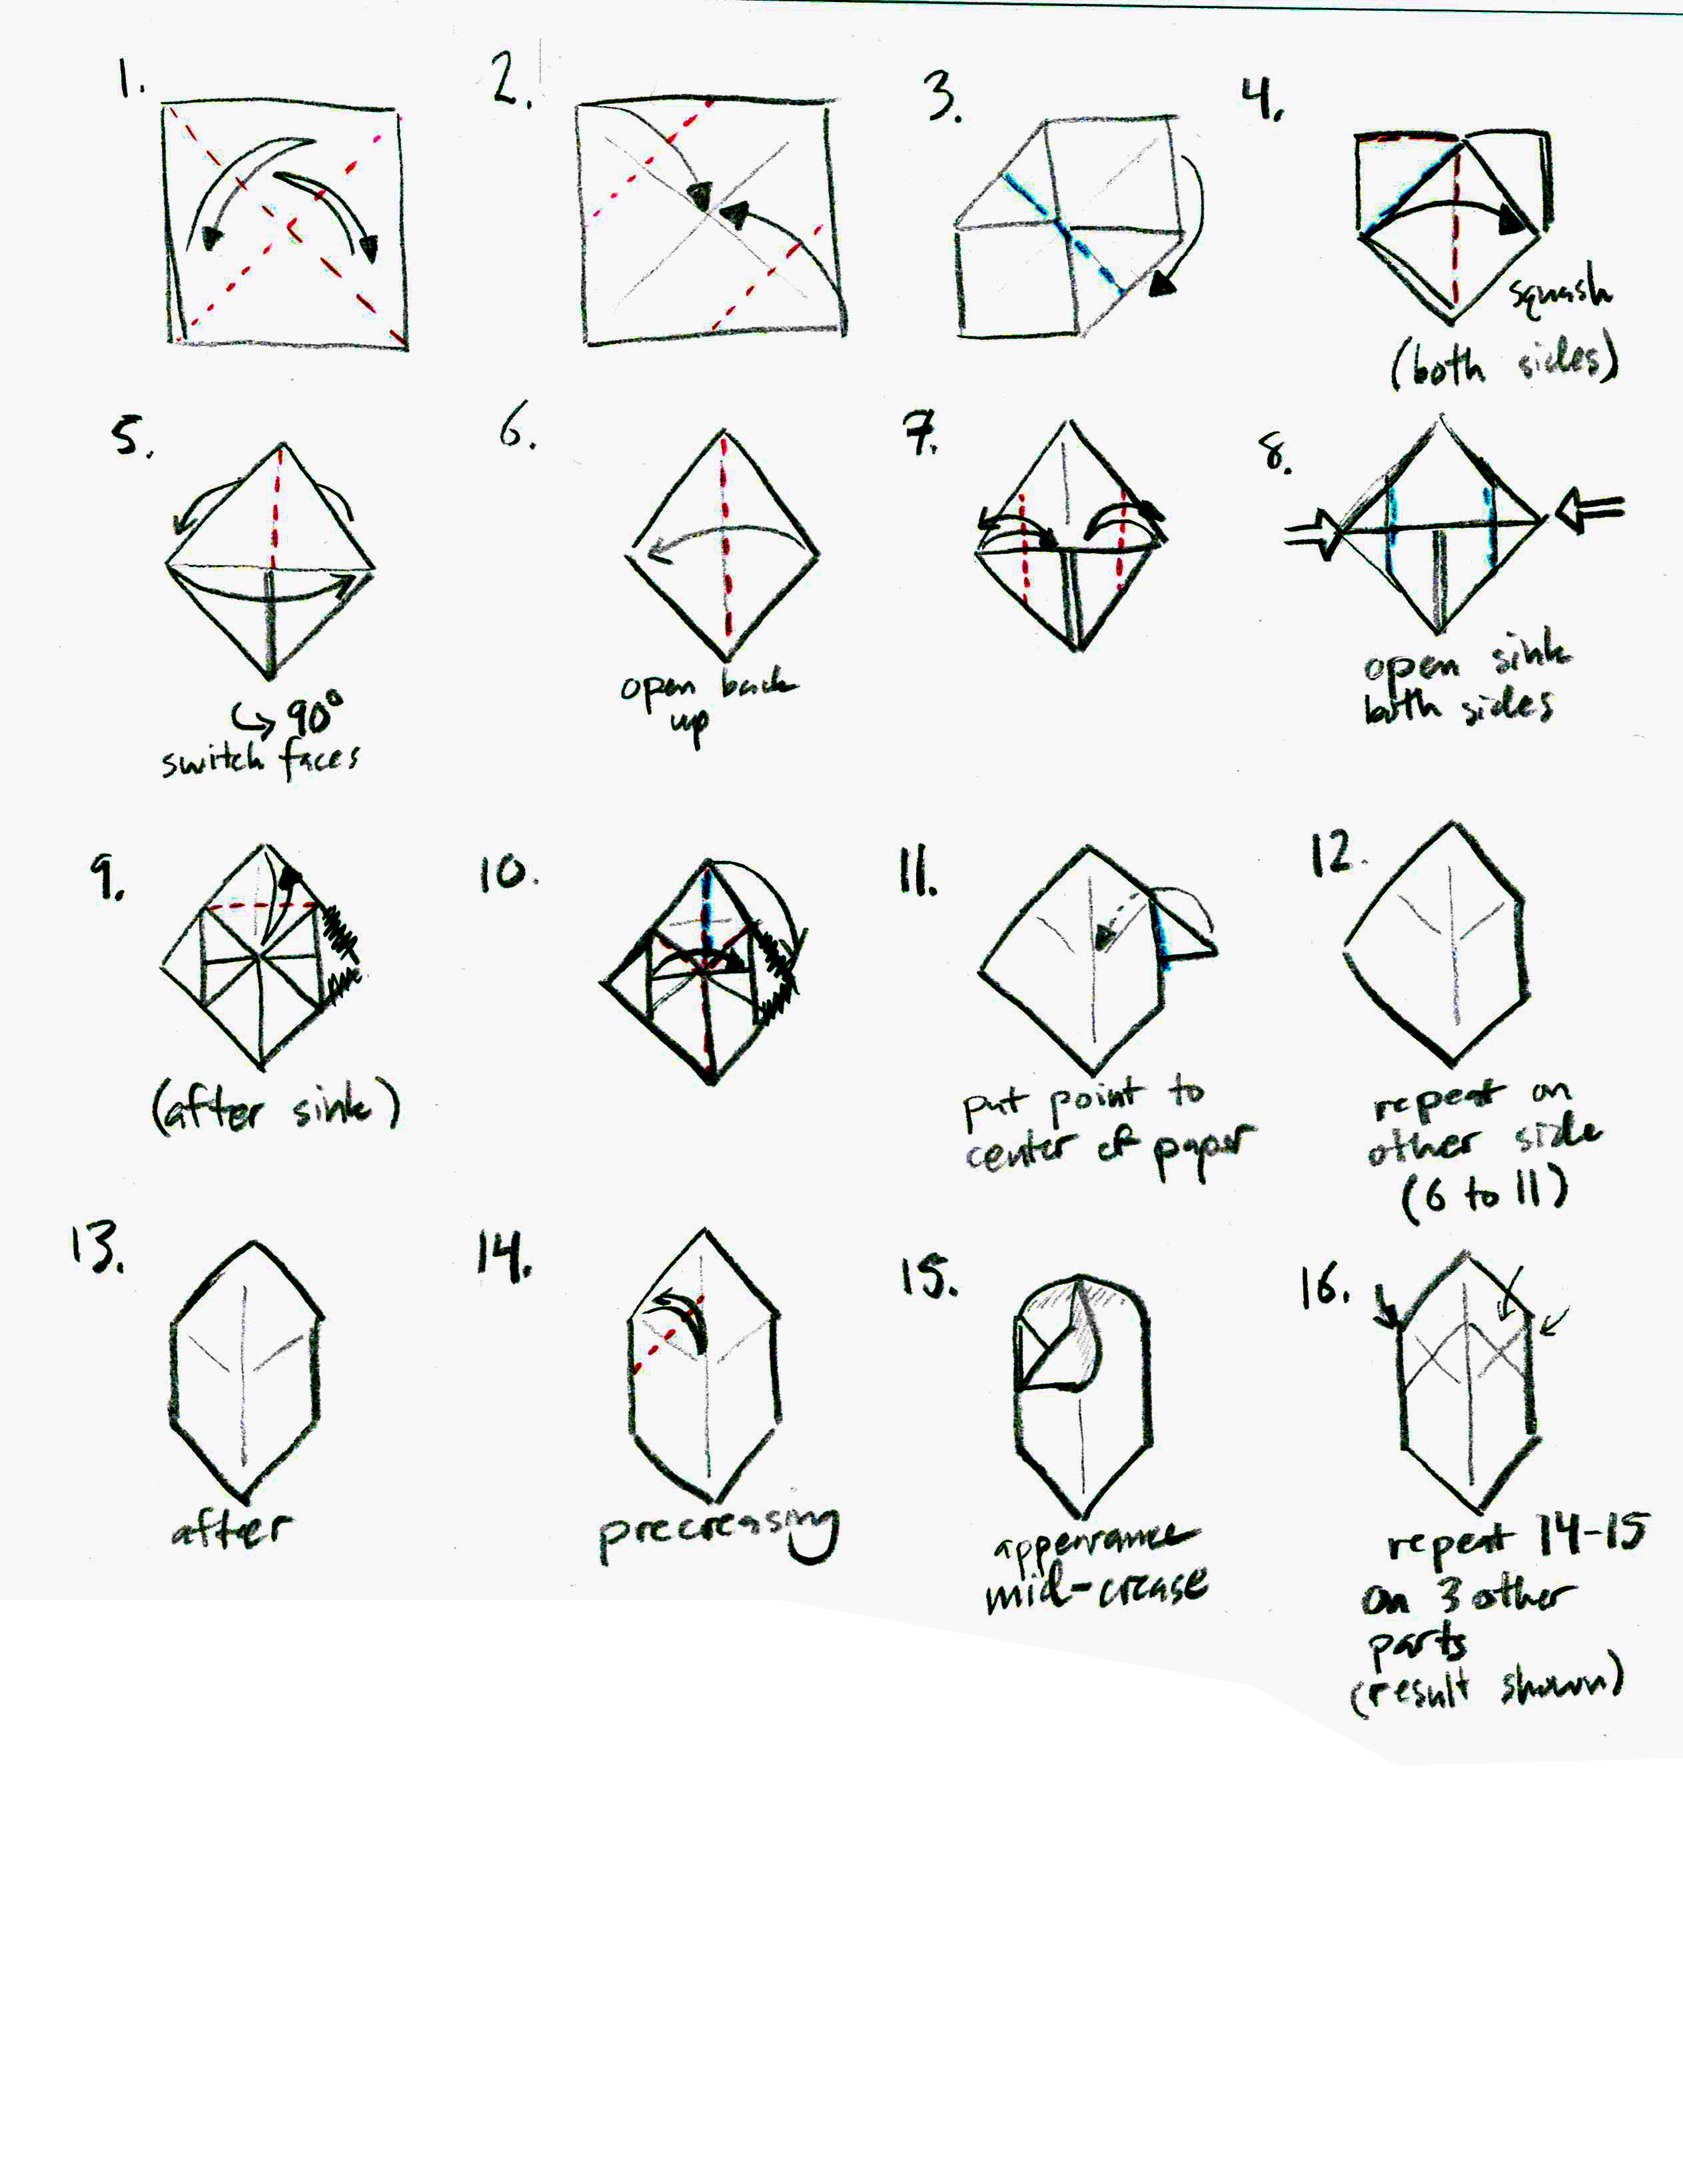 1.
2.
3.
4.
squash
(both sides)
5.
90°
switch faces
6.
open back
up
7.
8.
open sink
both sides
9.
(after sink)
10.
11.
put point to
center of paper
12.
repeat on
other side
(6 to 11)
13.
after
14.
precreasing
15.
appearance
mid-crease
16.
repeat 14-15
on 3 other
parts
(result shown)